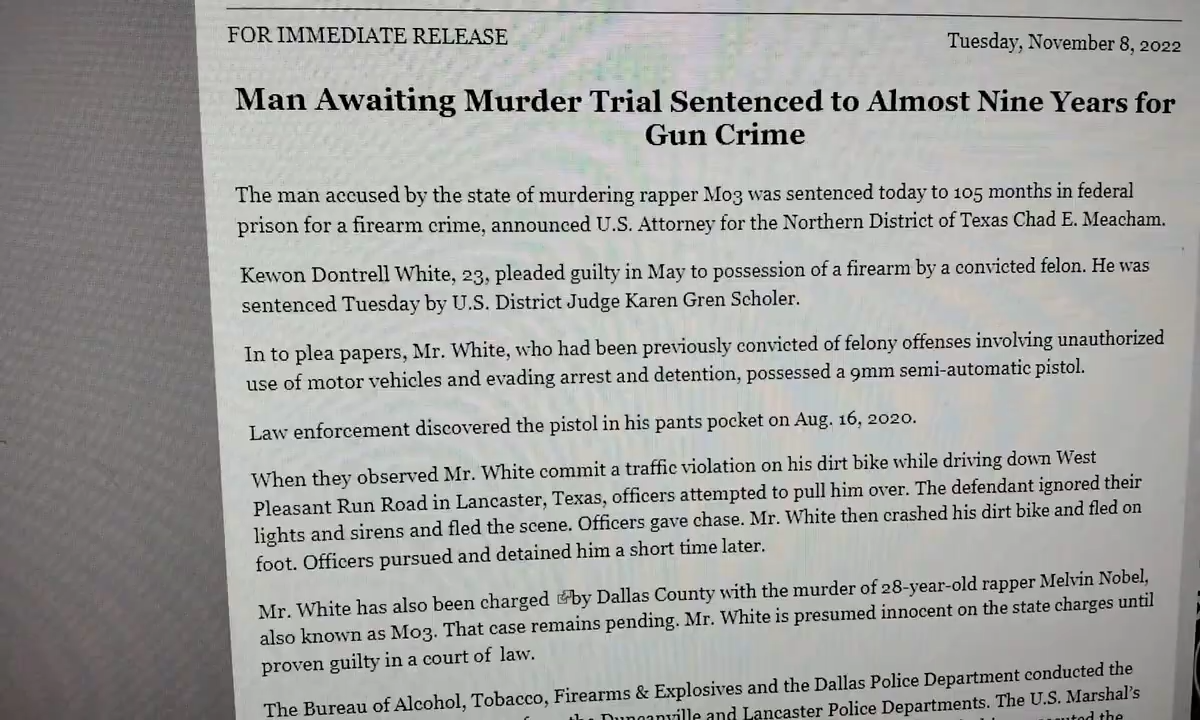 FOR IMMEDIATE RELEASE
Tuesday, November 8, 2022
Man Awaiting Murder Trial Sentenced to Almost Nine Years for
Gun Crime
The man accused by the state of murdering rapper Mo3 was sentenced today to 105 months in federal
prison for a firearm crime, announced U.S. Attorney for the Northern District of Texas Chad E. Meacham.
Kewon Dontrell White, 23, pleaded guilty in May to possession of a firearm by a convicted felon. He was
sentenced Tuesday by U.S. District Judge Karen Gren Scholer.
In to plea papers, Mr. White, who had been previously convicted of felony offenses involving unauthorized
use of motor vehicles and evading arrest and detention, possessed a 9mm semi-automatic pistol.
Law enforcement discovered the pistol in his pants pocket on Aug. 16, 2020.
When they observed Mr. White commit a traffic violation on his dirt bike while driving down West
Pleasant Run Road in Lancaster, Texas, officers attempted to pull him over. The defendant ignored their
lights and sirens and fled the scene. Officers gave chase. Mr. White then crashed his dirt bike and fled on
foot. Officers pursued and detained him a short time later.
Mr. White has also been charged by Dallas County with the murder of 28-year-old rapper Melvin Nobel,
also known as Mo3. That case remains pending. Mr. White is presumed innocent on the state charges until
proven guilty in a court of law.
The Bureau of Alcohol, Tobacco, Firearms & Explosives and the Dallas Police Department conducted the
the Duncanville and Lancaster Police Departments. The U.S. Marshal's
the